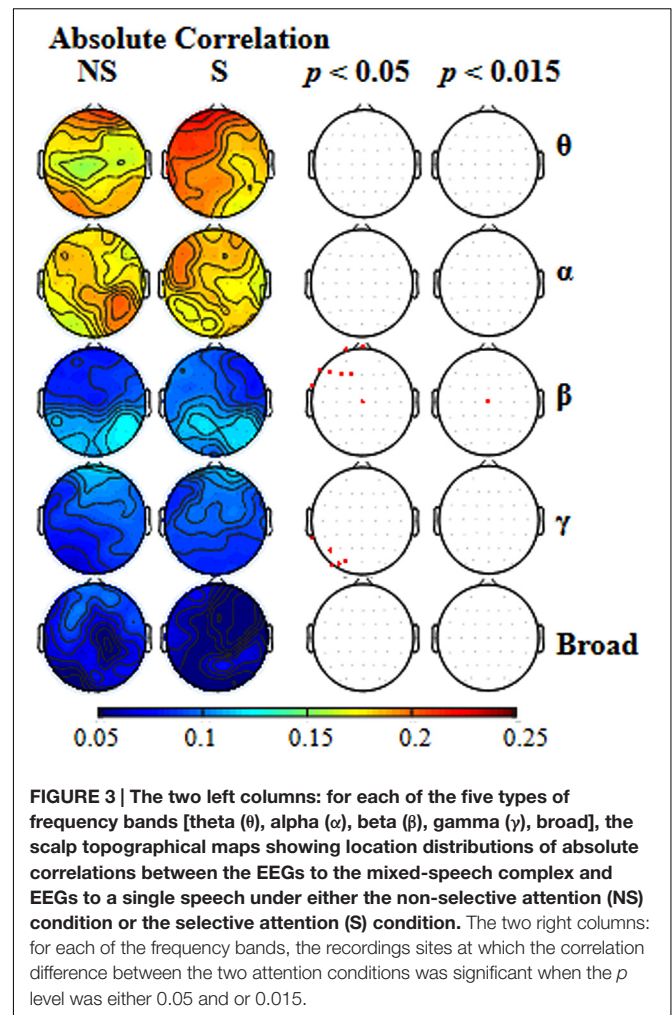 Absolute Correlation
NS S p < 0.05 p < 0.015
θ
α
β
γ
Broad
0.05 0.1 0.15 0.2 0.25
FIGURE 3 | The two left columns: for each of the five types of
frequency bands [theta (θ), alpha (α), beta (β), gamma (γ), broad], the
scalp topographical maps showing location distributions of absolute
correlations between the EEGs to the mixed-speech complex and
EEGs to a single speech under either the non-selective attention (NS)
condition or the selective attention (S) condition. The two right columns:
for each of the frequency bands, the recordings sites at which the correlation
difference between the two attention conditions was significant when the p
level was either 0.05 and or 0.015.